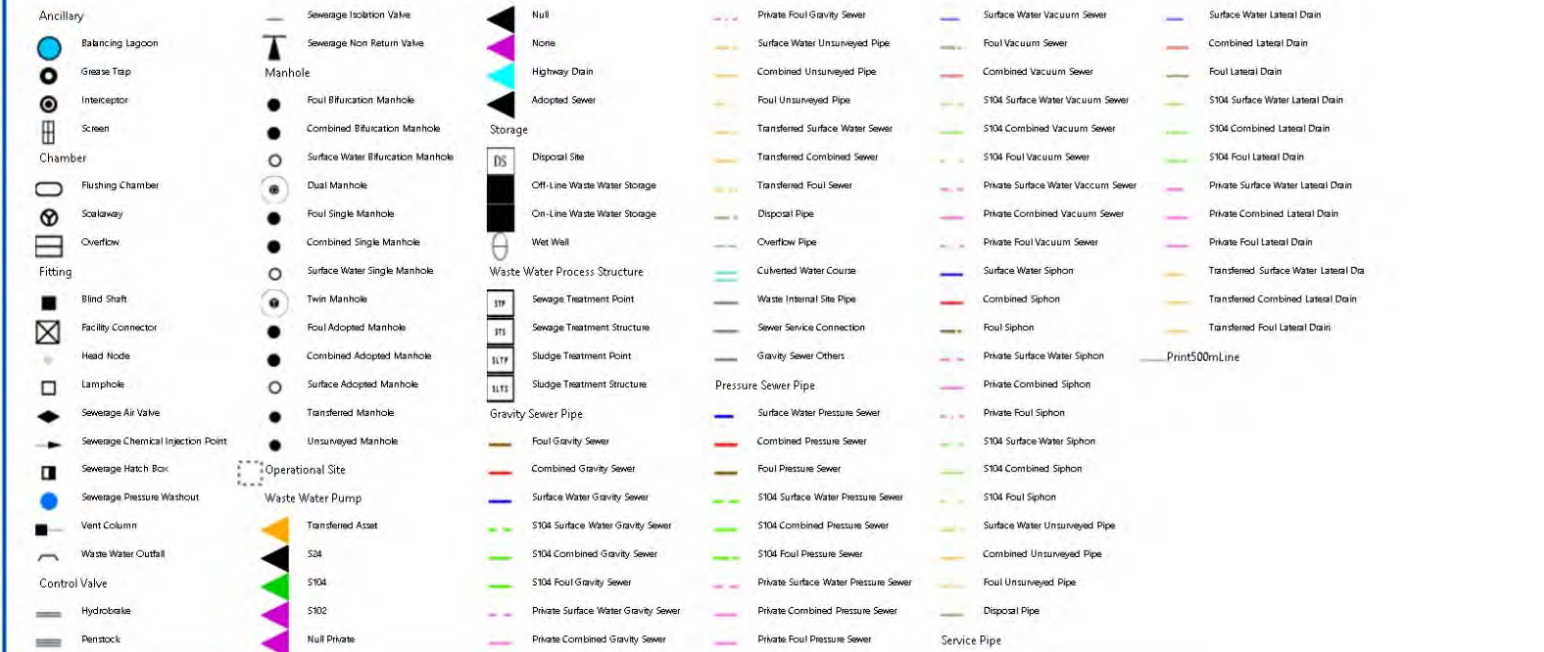 Ancillary
Balancing Lagoon
Grease Trap
Interceptor
Screen
Chamber
Flushing Chamber
Soakaway
Overflow
Fitting
Blind Shaft
Facility Connector
Head Node
Lamphole
Sewerage Air Valve
Sewerage Chemical Injection Point
Sewerage Hatch Box
Sewerage Pressure Washout
Vent Column
Waste Water Outfall
Control Valve
Hydrobrake
Penstock
Sewerage Isolation Valve
Sewerage Non Return Valve
Manhole
Foul Bifurcation Manhole
Combined Bifurcation Manhole
Surface Water Bifurcation Manhole
Dual Manhole
Foul Single Manhole
Combined Single Manhole
Surface Water Single Manhole
Twin Manhole
Foul Adopted Manhole
Combined Adopted Manhole
Surface Adopted Manhole
Transferred Manhole
Unsurveyed Manhole
Operational Site
Waste Water Pump
Transferred Asset
S24
S104
S102
Null Private
Null
None
Highway Drain
Adopted Sewer
Storage
DS Disposal Site
Off-Line Waste Water Storage
On-Line Waste Water Storage
Wet Well
Waste Water Process Structure
STP Sewage Treatment Point
STS Sewage Treatment Structure
SLTP Sludge Treatment Point
SLTS Sludge Treatment Structure
Gravity Sewer Pipe
Foul Gravity Sewer
Combined Gravity Sewer
Surface Water Gravity Sewer
S104 Surface Water Gravity Sewer
S104 Combined Gravity Sewer
S104 Foul Gravity Sewer
Private Surface Water Gravity Sewer
Private Combined Gravity Sewer
Private Foul Gravity Sewer
Surface Water Unsurveyed Pipe
Combined Unsurveyed Pipe
Foul Unsurveyed Pipe
Transferred Surface Water Sewer
Transferred Combined Sewer
Transferred Foul Sewer
Disposal Pipe
Overflow Pipe
Culverted Water Course
Waste Internal Site Pipe
Sewer Service Connection
Gravity Sewer Others
Pressure Sewer Pipe
Surface Water Pressure Sewer
Combined Pressure Sewer
Foul Pressure Sewer
S104 Surface Water Pressure Sewer
S104 Combined Pressure Sewer
S104 Foul Pressure Sewer
Private Surface Water Pressure Sewer
Private Combined Pressure Sewer
Private Foul Pressure Sewer
Surface Water Vacuum Sewer
Foul Vacuum Sewer
Combined Vacuum Sewer
S104 Surface Water Vacuum Sewer
S104 Combined Vacuum Sewer
S104 Foul Vacuum Sewer
Private Surface Water Vaccum Sewer
Private Combined Vacuum Sewer
Private Foul Vacuum Sewer
Surface Water Siphon
Combined Siphon
Foul Siphon
Private Surface Water Siphon
Private Combined Siphon
Private Foul Siphon
S104 Surface Water Siphon
S104 Combined Siphon
S104 Foul Siphon
Surface Water Unsurveyed Pipe
Combined Unsurveyed Pipe
Foul Unsurveyed Pipe
Disposal Pipe
Service Pipe
Surface Water Lateral Drain
Combined Lateral Drain
Foul Lateral Drain
S104 Surface Water Lateral Drain
S104 Combined Lateral Drain
S104 Foul Lateral Drain
Private Surface Water Lateral Drain
Private Combined Lateral Drain
Private Foul Lateral Drain
Transferred Surface Water Lateral Dra
Transferred Combined Lateral Drain
Transferred Foul Lateral Drain
Print500mLine